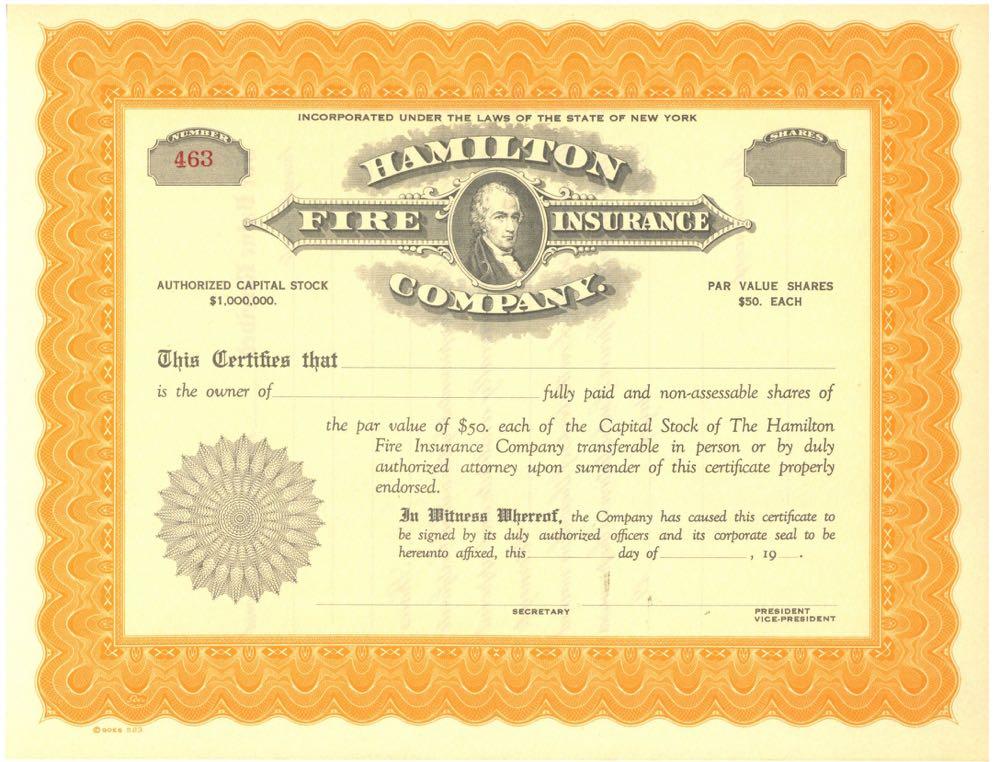 INCORPORATED UNDER THE LAWS OF THE STATE OF NEW YORK
NUMBER
463
SHARES
HAMILTON
FIRE INSURANCE
COMPANY.
AUTHORIZED CAPITAL STOCK
$1,000,000.
PAR VALUE SHARES
$50. EACH
This Certifies that
is the owner of fully paid and non-assessable shares of
the par value of $50. each of the Capital Stock of The Hamilton
Fire Insurance Company transferable in person or by duly
authorized attorney upon surrender of this certificate properly
endorsed.
In Witness Whereof, the Company has caused this certificate to
be signed by its duly authorized officers and its corporate seal to be
hereunto affixed, this day of , 19 .
SECRETARY
PRESIDENT
VICE-PRESIDENT
Goes
© GOES 523